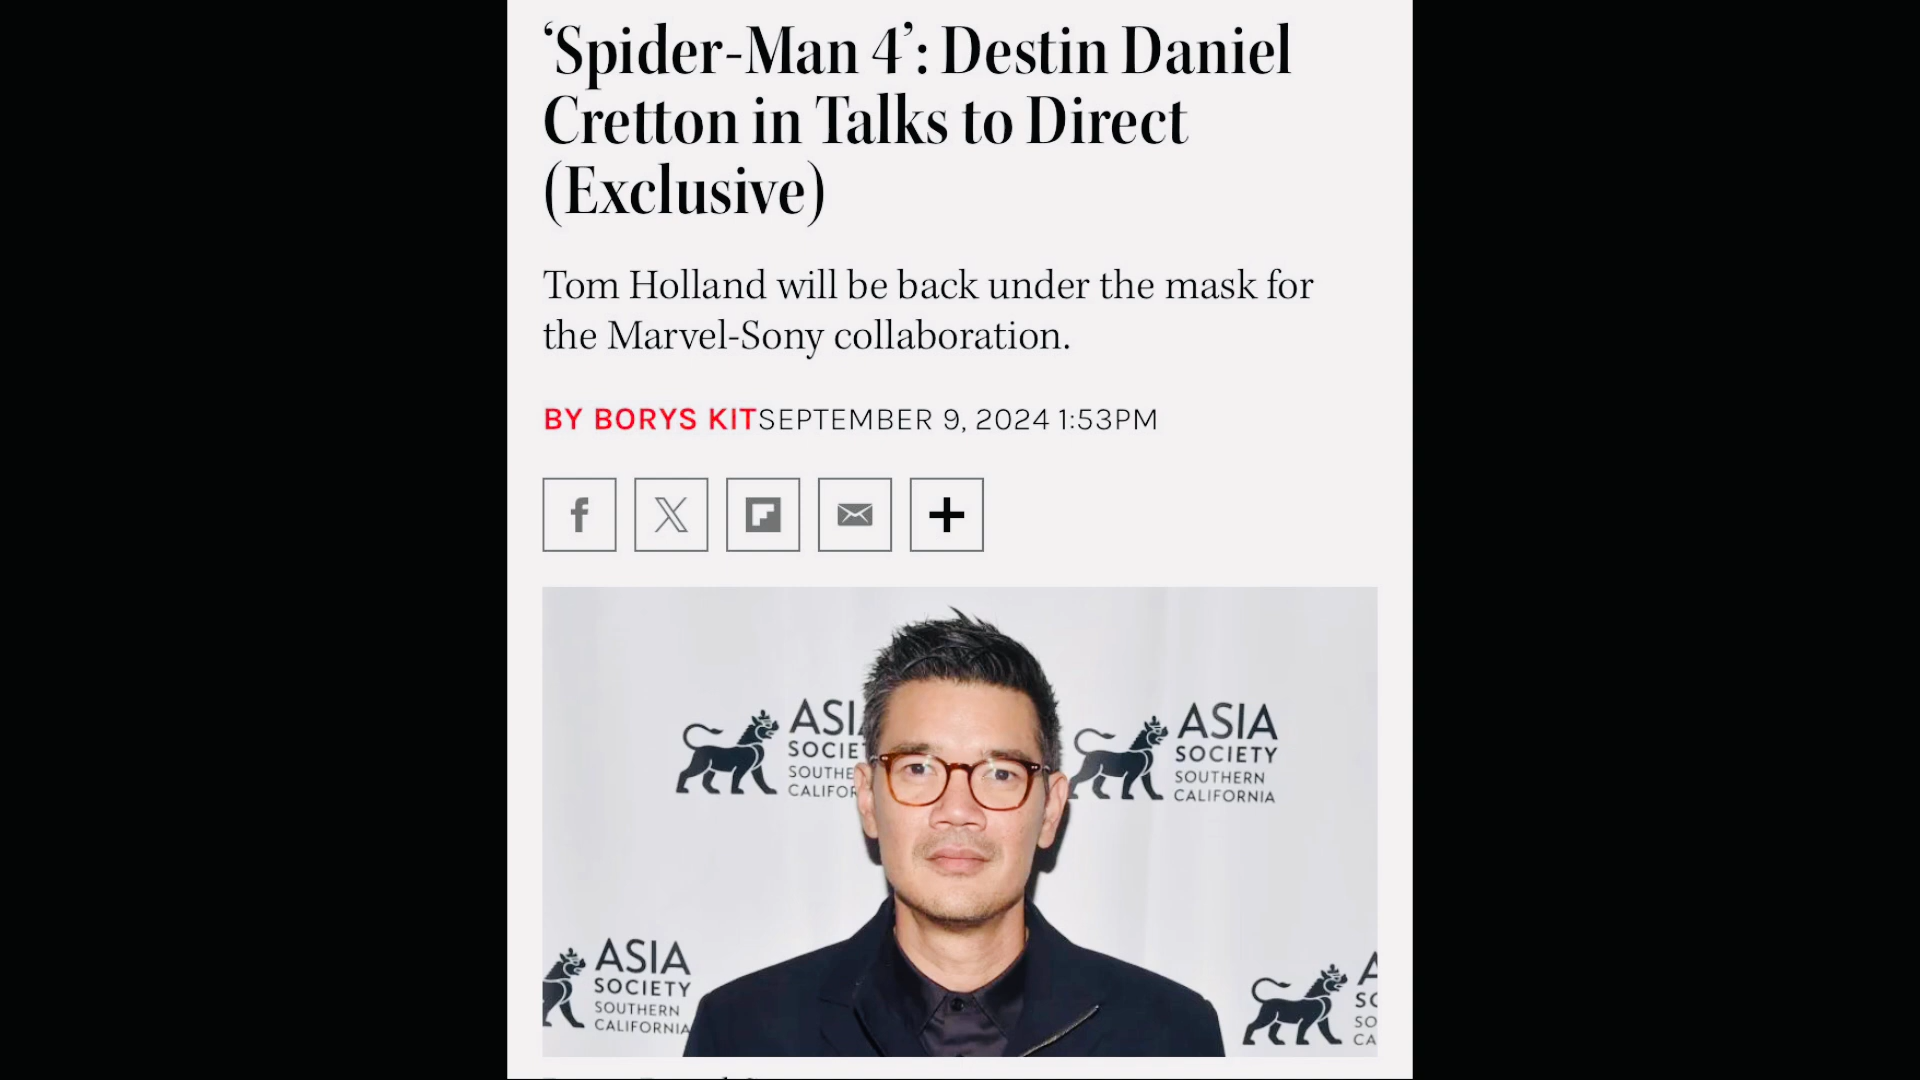 ‘Spider-Man 4’: Destin Daniel
Cretton in Talks to Direct
(Exclusive)
Tom Holland will be back under the mask for
the Marvel-Sony collaboration.
BY BORYS KIT SEPTEMBER 9, 2024 1:53PM
ASIA
SOCIETY
SOUTHERN
CALIFORNIA
ASIA
SOCIETY
SOUTHERN
CALIFORNIA